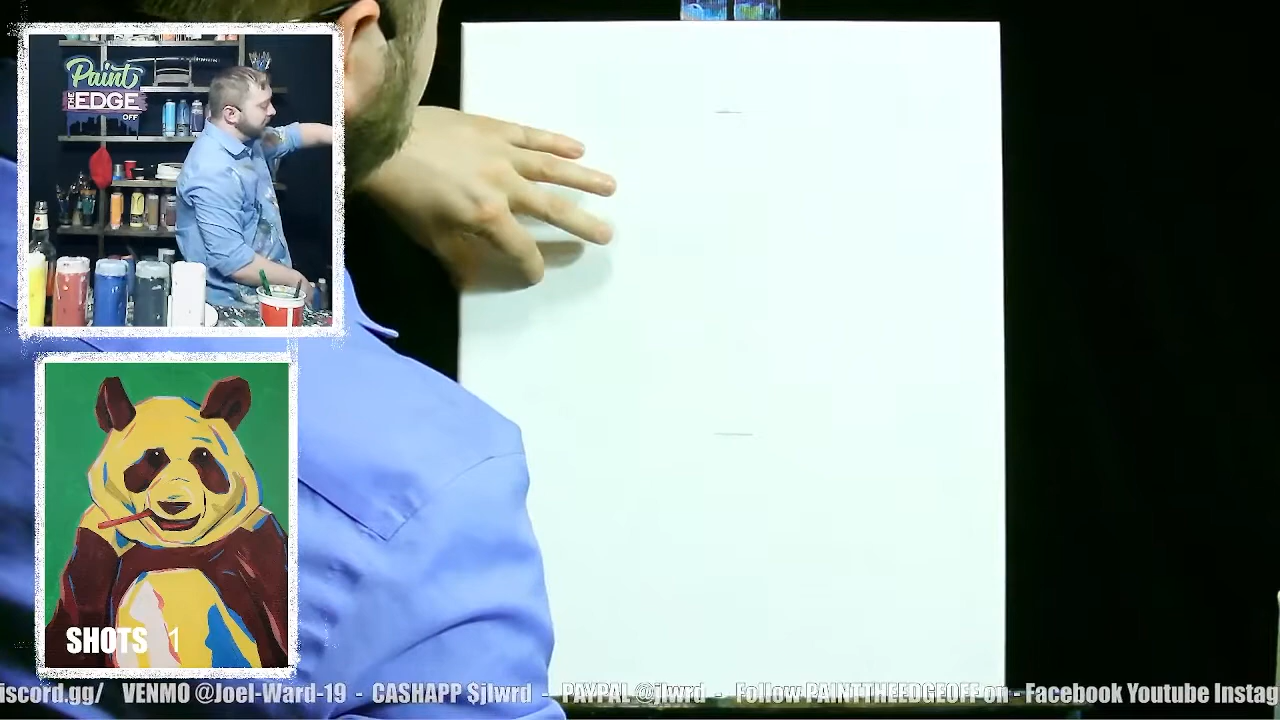 Paint
THE EDGE
OFF
SHOTS 1
iscord.gg/ VENMO @Joel-Ward-19 - CASHAPP $jlwrd - PAYPAL @jlwrd - Follow PAINTTHEEDGEOFF on - Facebook Youtube Instag